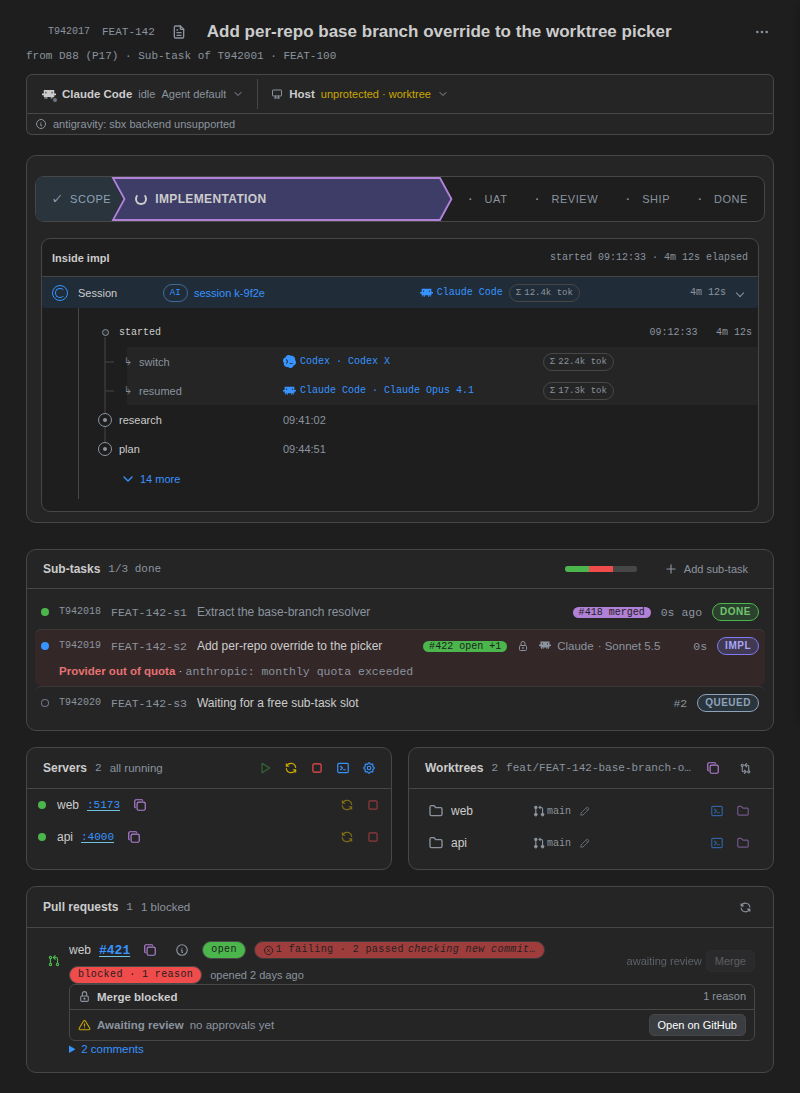 T942017 FEAT-142 Add per-repo base branch override to the worktree picker
from D88 (P17) · Sub-task of T942001 · FEAT-100
Claude Code idle Agent default Host unprotected · worktree
antigravity: sbx backend unsupported
SCOPE IMPLEMENTATION · UAT · REVIEW · SHIP · DONE
Inside impl started 09:12:33 · 4m 12s elapsed
Session AI session k-9f2e Claude Code Σ 12.4k tok 4m 12s
started 09:12:33 4m 12s
↳ switch Codex · Codex X Σ 22.4k tok
↳ resumed Claude Code · Claude Opus 4.1 Σ 17.3k tok
research 09:41:02
plan 09:44:51
14 more
Sub-tasks 1/3 done Add sub-task
T942018 FEAT-142-s1 Extract the base-branch resolver #418 merged 0s ago DONE
T942019 FEAT-142-s2 Add per-repo override to the picker #422 open +1 Claude · Sonnet 5.5 0s IMPL
Provider out of quota · anthropic: monthly quota exceeded
T942020 FEAT-142-s3 Waiting for a free sub-task slot #2 QUEUED
Servers 2 all running
web :5173
api :4000
Worktrees 2 feat/FEAT-142-base-branch-o…
web main
api main
Pull requests 1 1 blocked
web #421 open 1 failing · 2 passed checking new commit…
blocked · 1 reason opened 2 days ago
awaiting review Merge
Merge blocked 1 reason
Awaiting review no approvals yet Open on GitHub
2 comments